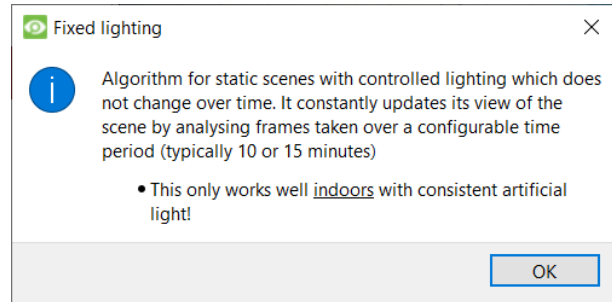 Fixed lighting
Algorithm for static scenes with controlled lighting which does
not change over time. It constantly updates its view of the
scene by analysing frames taken over a configurable time
period (typically 10 or 15 minutes)
• This only works well indoors with consistent artificial
light!
OK